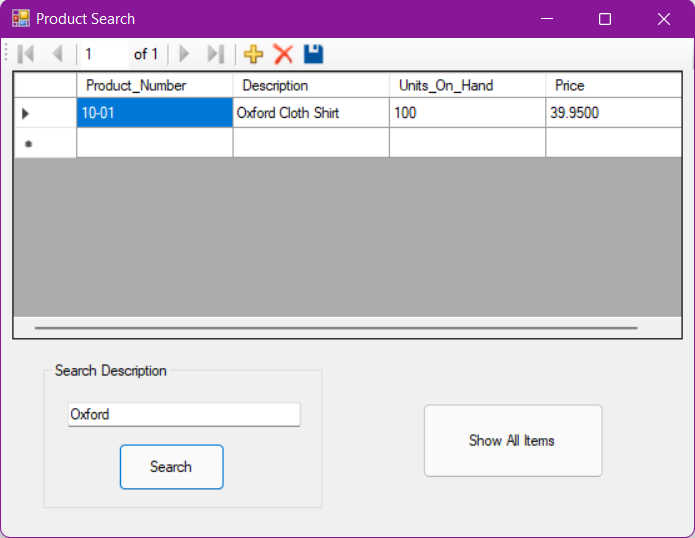 Product Search
1 of 1
Product_Number Description Units_On_Hand Price
10-01 Oxford Cloth Shirt 100 39.9500
Search Description
Oxford
Search
Show All Items